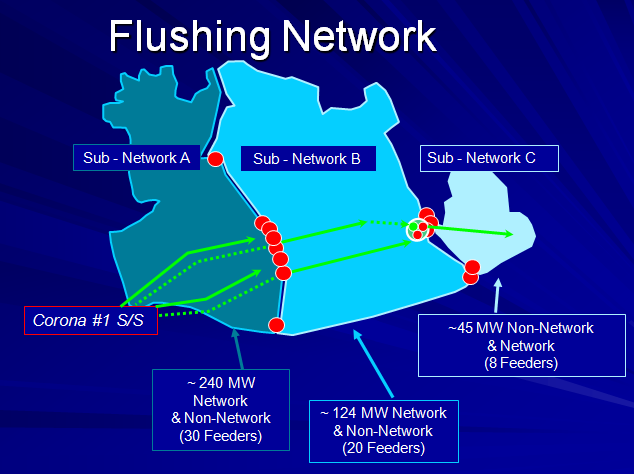 Flushing Network
Sub - Network A
Sub - Network B
Sub - Network C
Corona #1 S/S
~45 MW Non-Network
& Network
(8 Feeders)
~ 240 MW
Network
& Non-Network
(30 Feeders)
~ 124 MW Network
& Non-Network
(20 Feeders)